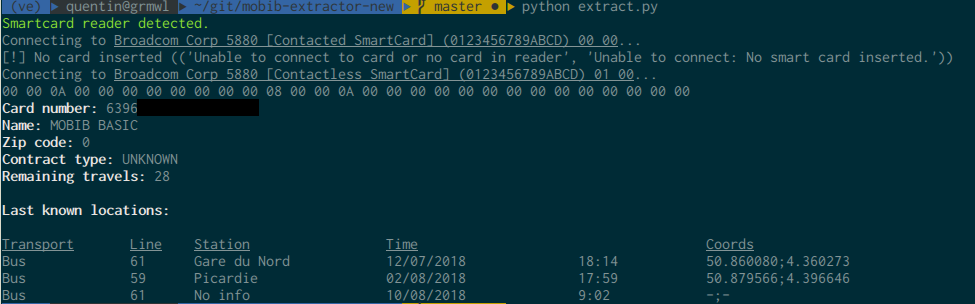 (ve) quentin@grmwl ~/git/mobib-extractor-new master ● python extract.py
Smartcard reader detected.
Connecting to Broadcom Corp 5880 [Contacted SmartCard] (0123456789ABCD) 00 00...
[!] No card inserted (('Unable to connect to card or no card in reader', 'Unable to connect: No smart card inserted.'))
Connecting to Broadcom Corp 5880 [Contactless SmartCard] (0123456789ABCD) 01 00...
00 00 0A 00 00 00 00 00 00 00 00 08 00 00 0A 00 00 00 00 00 00 00 00 00 00 00 00 00 00
Card number: 6396
Name: MOBIB BASIC
Zip code: 0
Contract type: UNKNOWN
Remaining travels: 28
Last known locations:
Transport Line Station Time Coords
Bus 61 Gare du Nord 12/07/2018 18:14 50.860080;4.360273
Bus 59 Picardie 02/08/2018 17:59 50.879566;4.396646
Bus 61 No info 10/08/2018 9:02 -;-